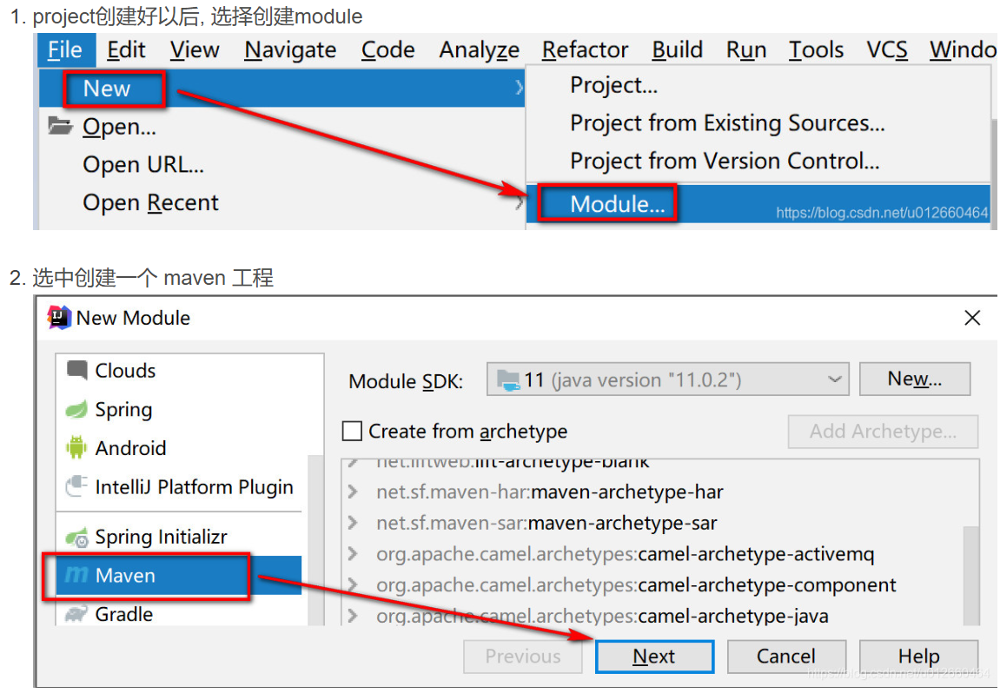 1. project创建好以后, 选择创建module
File Edit View Navigate Code Analyze Refactor Build Run Tools VCS Windo
New
Project...
Open...
Project from Existing Sources...
Open URL...
Project from Version Control...
Open Recent
Module...
https://blog.csdn.net/u012660464
2. 选中创建一个 maven 工程
New Module
Clouds
Module SDK: 11 (java version "11.0.2") New...
Spring
Create from archetype Add Archetype...
Android
net.liftweb:lift-archetype-blank
IntelliJ Platform Plugin
net.sf.maven-har:maven-archetype-har
net.sf.maven-sar:maven-archetype-sar
Spring Initializr
org.apache.camel.archetypes:camel-archetype-activemq
Maven
org.apache.camel.archetypes:camel-archetype-component
Gradle
org.apache.camel.archetypes:camel-archetype-java
Previous Next Cancel Help
https://blog.csdn.net/u012660464